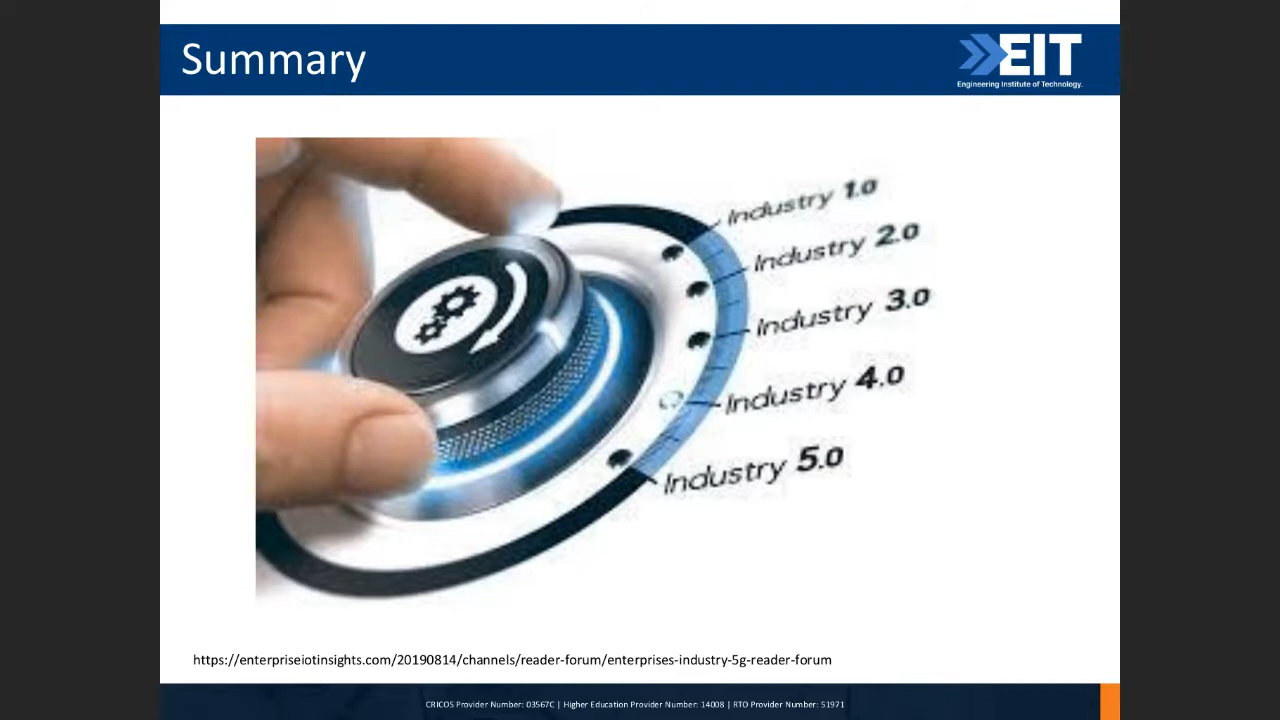 Summary
EIT
Engineering Institute of Technology.
Industry 1.0
Industry 2.0
Industry 3.0
Industry 4.0
Industry 5.0
https://enterpriseiotinsights.com/20190814/channels/reader-forum/enterprises-industry-5g-reader-forum
CRICOS Provider Number: 03567C | Higher Education Provider Number: 14008 | RTO Provider Number: 51971